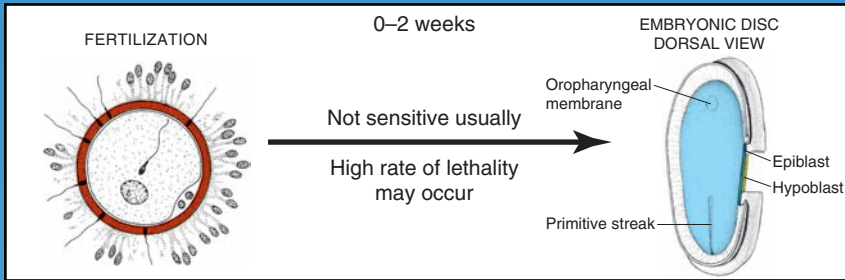 0–2 weeks
FERTILIZATION
EMBRYONIC DISC
DORSAL VIEW
Oropharyngeal
membrane
Not sensitive usually
High rate of lethality
may occur
Epiblast
Hypoblast
Primitive streak